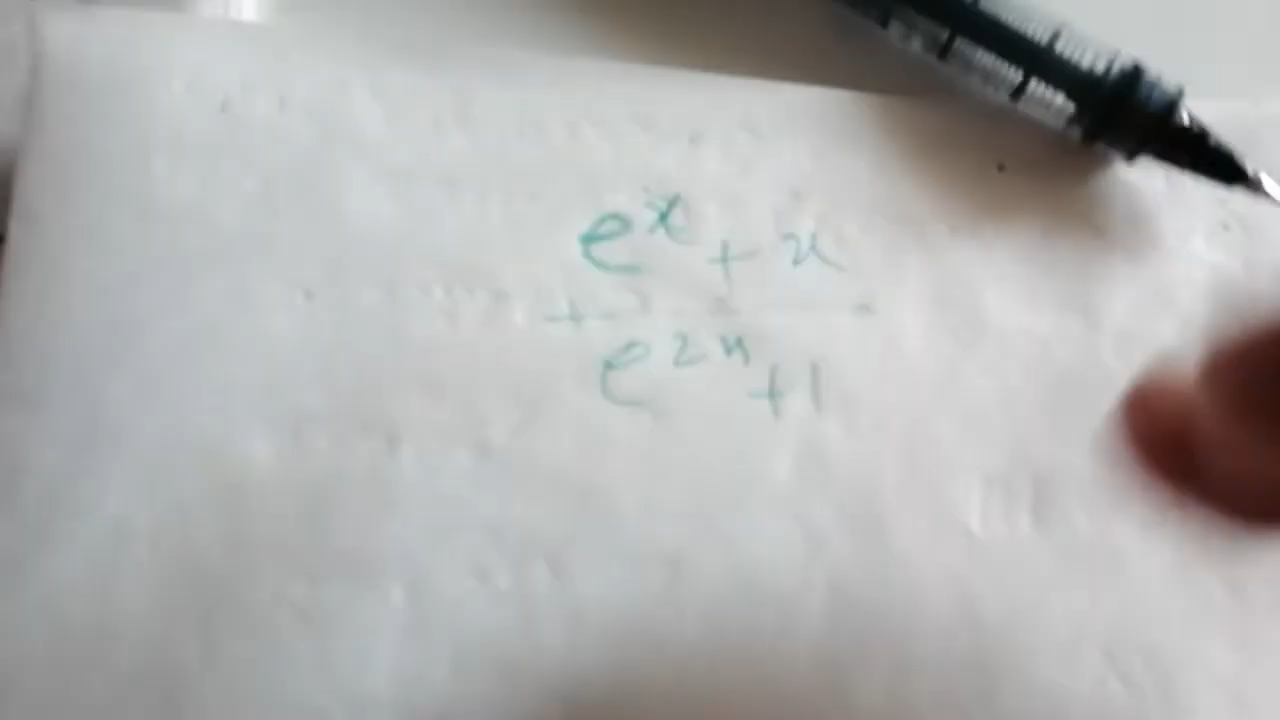 e^x + x
e^2x + 1